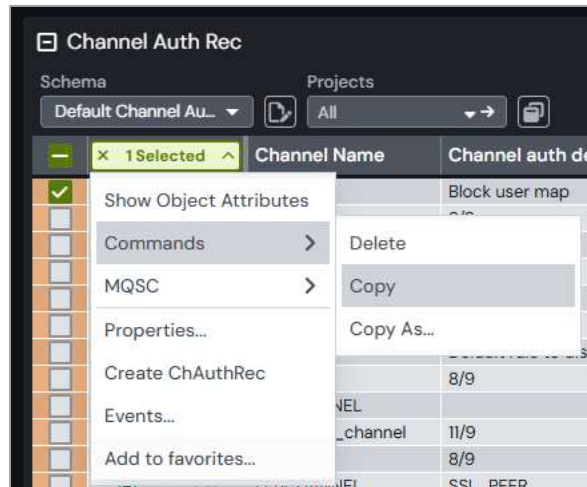 Channel Auth Rec
Schema Projects
Default Channel Au... All
1 Selected Channel Name Channel auth de
Block user map
Show Object Attributes
Commands Delete
MQSC Copy
Copy As...
Properties...
Create ChAuthRec 8/9
Events... NEL
_channel 11/9
Add to favorites... 8/9
SSL_PEER